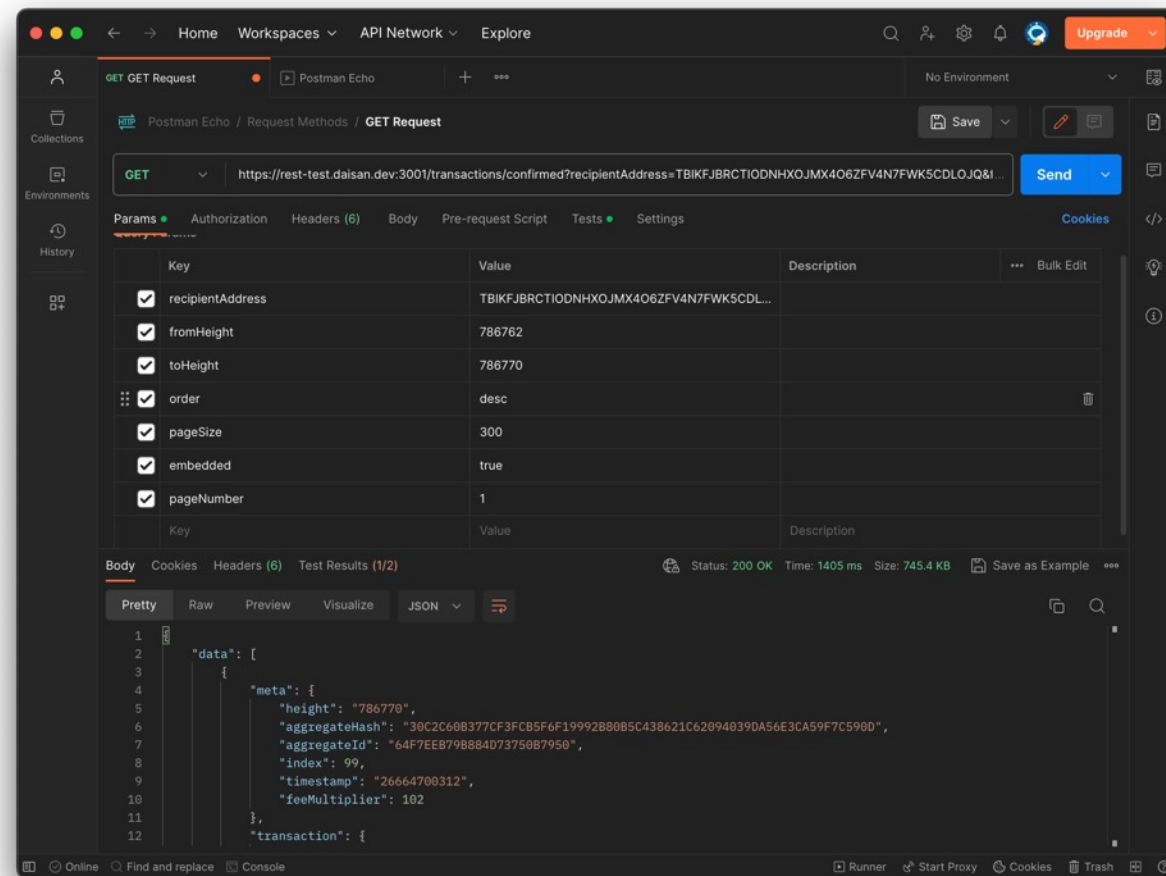 Home Workspaces API Network Explore Upgrade
GET GET Request Postman Echo No Environment
Postman Echo / Request Methods / GET Request Save
HTTP
Collections
Environments
History
GET https://rest-test.daisan.dev:3001/transactions/confirmed?recipientAddress=TBIKFJBRCTIODNHXOJMX4O6ZFV4N7FWK5CDLOJQ&f... Send
Params Authorization Headers (6) Body Pre-request Script Tests Settings Cookies
Query Params
Key Value Description Bulk Edit
recipientAddress TBIKFJBRCTIODNHXOJMX4O6ZFV4N7FWK5CDL...
fromHeight 786762
toHeight 786770
order desc
pageSize 300
embedded true
pageNumber 1
Key Value Description
Body Cookies Headers (6) Test Results (1/2) Status: 200 OK Time: 1405 ms Size: 745.4 KB Save as Example
Pretty Raw Preview Visualize JSON
1 {
2 "data": [
3 {
4 "meta": {
5 "height": "786770",
6 "aggregateHash": "30C2C60B377CF3FCB5F6F19992B80B5C438621C62094039DA56E3CA59F7C590D",
7 "aggregateId": "64F7EEB79B884D73750B7950",
8 "index": 99,
9 "timestamp": "26664700312",
10 "feeMultiplier": 102
11 },
12 "transaction": {
Online Find and replace Console Runner Start Proxy Cookies Trash